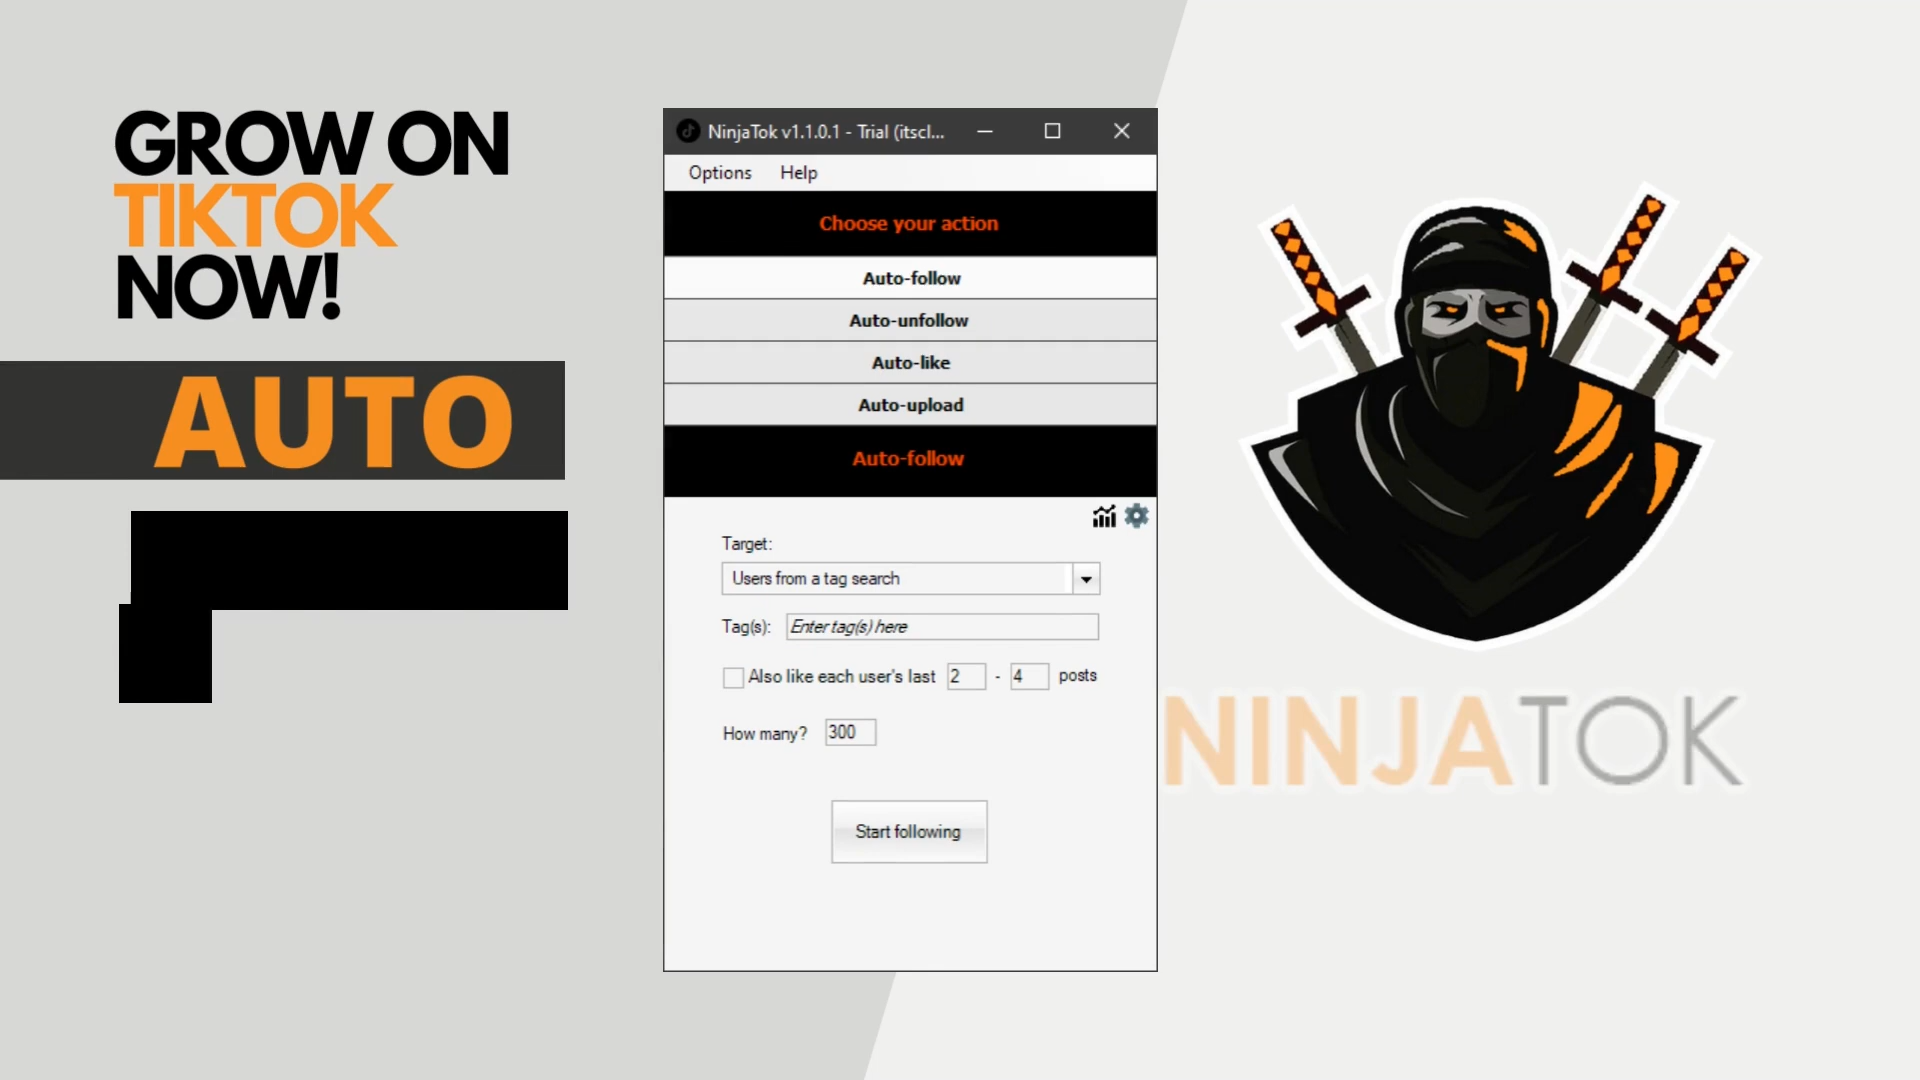 GROW ON
TIKTOK
NOW!
AUTO
NinjaTok v1.1.0.1 - Trial (itscl...
Options Help
Choose your action
Auto-follow
Auto-unfollow
Auto-like
Auto-upload
Auto-follow
Target:
Users from a tag search
Tag(s): Enter tag(s) here
Also like each user's last 2 - 4 posts
How many? 300
Start following
NINJATOK